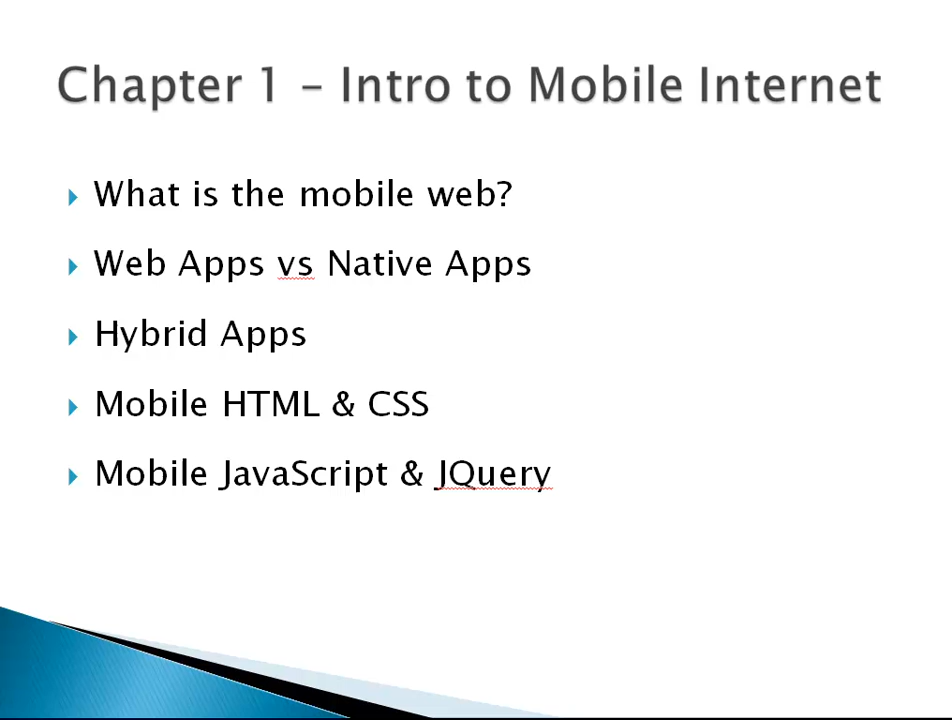 Chapter 1 – Intro to Mobile Internet
What is the mobile web?
Web Apps vs Native Apps
Hybrid Apps
Mobile HTML & CSS
Mobile JavaScript & JQuery